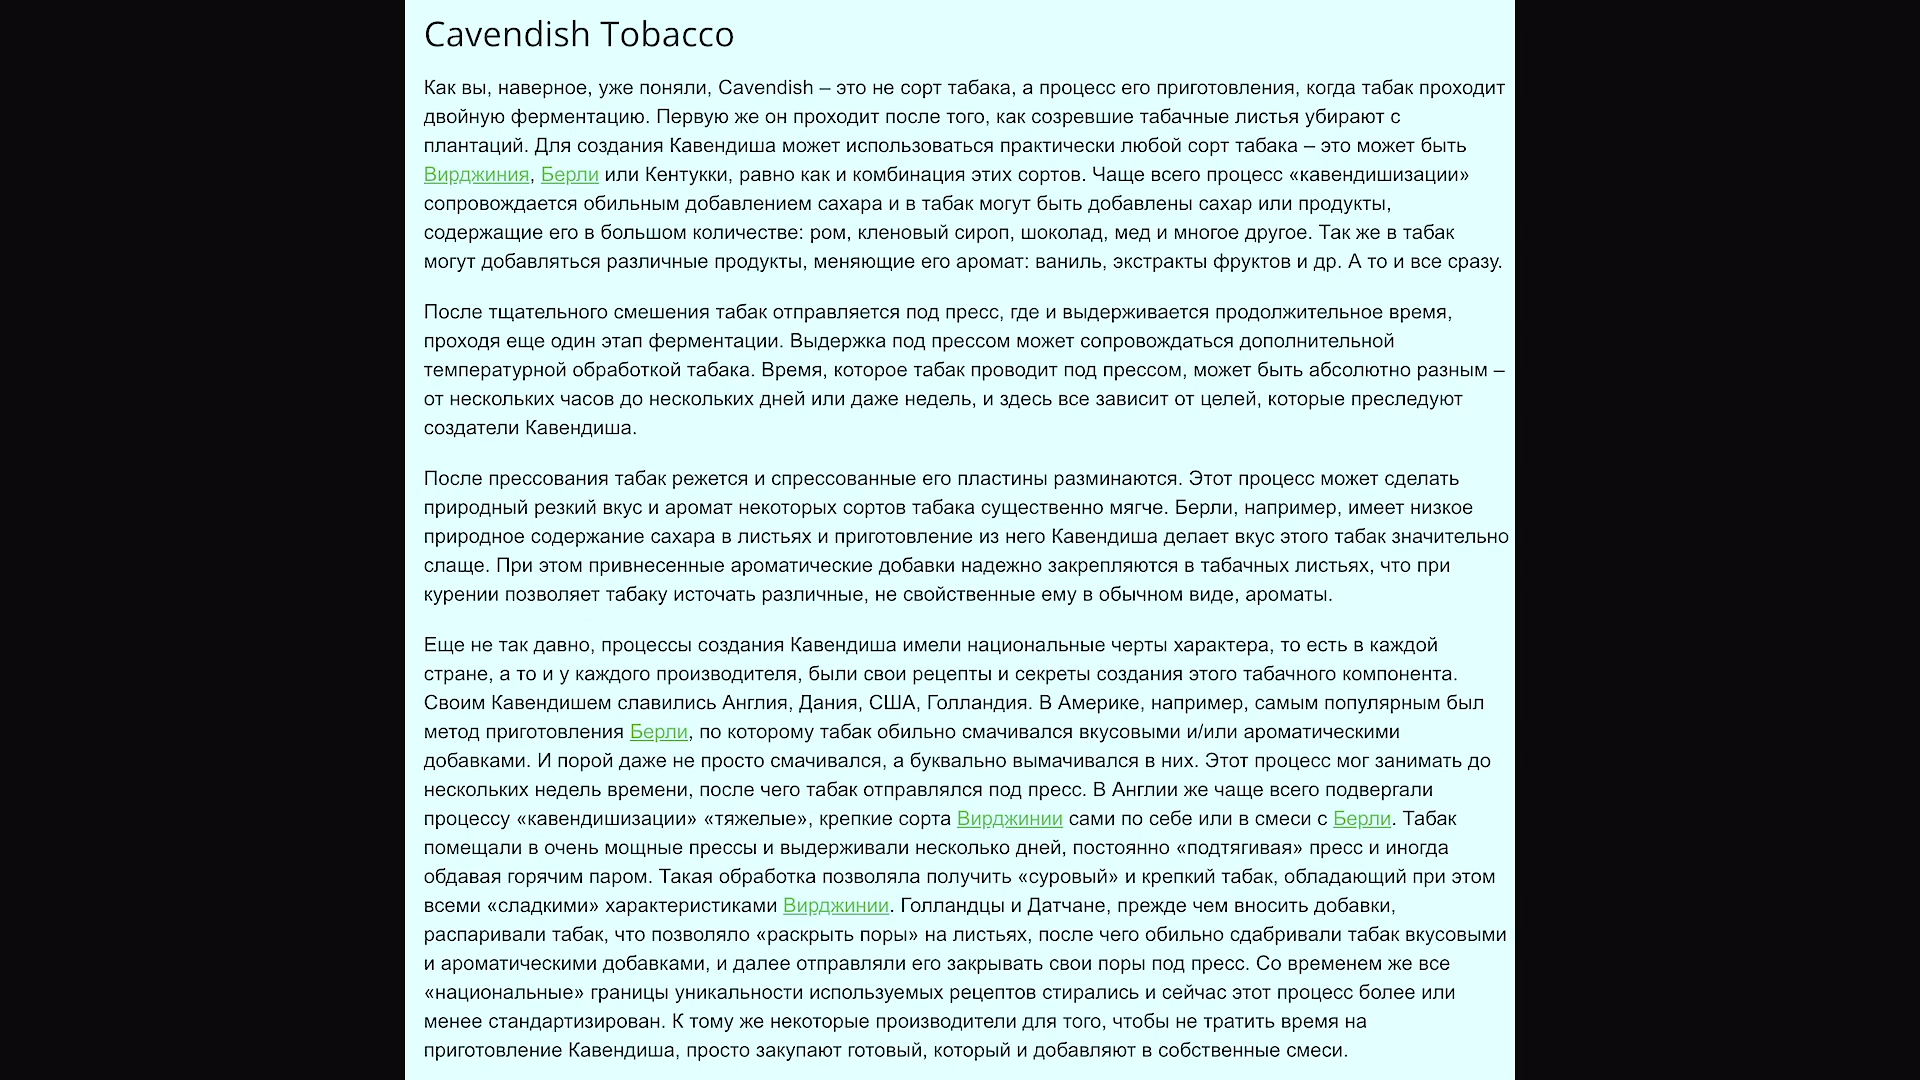 Cavendish Tobacco
Как вы, наверное, уже поняли, Cavendish – это не сорт табака, а процесс его приготовления, когда табак проходит
двойную ферментацию. Первую же он проходит после того, как созревшие табачные листья убирают с
плантаций. Для создания Кавендиша может использоваться практически любой сорт табака – это может быть
Вирджиния, Берли или Кентукки, равно как и комбинация этих сортов. Чаще всего процесс «кавендишизации»
сопровождается обильным добавлением сахара и в табак могут быть добавлены сахар или продукты,
содержащие его в большом количестве: ром, кленовый сироп, шоколад, мед и многое другое. Так же в табак
могут добавляться различные продукты, меняющие его аромат: ваниль, экстракты фруктов и др. А то и все сразу.
После тщательного смешения табак отправляется под пресс, где и выдерживается продолжительное время,
проходя еще один этап ферментации. Выдержка под прессом может сопровождаться дополнительной
температурной обработкой табака. Время, которое табак проводит под прессом, может быть абсолютно разным –
от нескольких часов до нескольких дней или даже недель, и здесь все зависит от целей, которые преследуют
создатели Кавендиша.
После прессования табак режется и спрессованные его пластины разминаются. Этот процесс может сделать
природный резкий вкус и аромат некоторых сортов табака существенно мягче. Берли, например, имеет низкое
природное содержание сахара в листьях и приготовление из него Кавендиша делает вкус этого табак значительно
слаще. При этом привнесенные ароматические добавки надежно закрепляются в табачных листьях, что при
курении позволяет табаку источать различные, не свойственные ему в обычном виде, ароматы.
Еще не так давно, процессы создания Кавендиша имели национальные черты характера, то есть в каждой
стране, а то и у каждого производителя, были свои рецепты и секреты создания этого табачного компонента.
Своим Кавендишем славились Англия, Дания, США, Голландия. В Америке, например, самым популярным был
метод приготовления Берли, по которому табак обильно смачивался вкусовыми и/или ароматическими
добавками. И порой даже не просто смачивался, а буквально вымачивался в них. Этот процесс мог занимать до
нескольких недель времени, после чего табак отправлялся под пресс. В Англии же чаще всего подвергали
процессу «кавендишизации» «тяжелые», крепкие сорта Вирджинии сами по себе или в смеси с Берли. Табак
помещали в очень мощные прессы и выдерживали несколько дней, постоянно «подтягивая» пресс и иногда
обдавая горячим паром. Такая обработка позволяла получить «суровый» и крепкий табак, обладающий при этом
всеми «сладкими» характеристиками Вирджинии. Голландцы и Датчане, прежде чем вносить добавки,
распаривали табак, что позволяло «раскрыть поры» на листьях, после чего обильно сдабривали табак вкусовыми
и ароматическими добавками, и далее отправляли его закрывать свои поры под пресс. Со временем же все
«национальные» границы уникальности используемых рецептов стирались и сейчас этот процесс более или
менее стандартизирован. К тому же некоторые производители для того, чтобы не тратить время на
приготовление Кавендиша, просто закупают готовый, который и добавляют в собственные смеси.